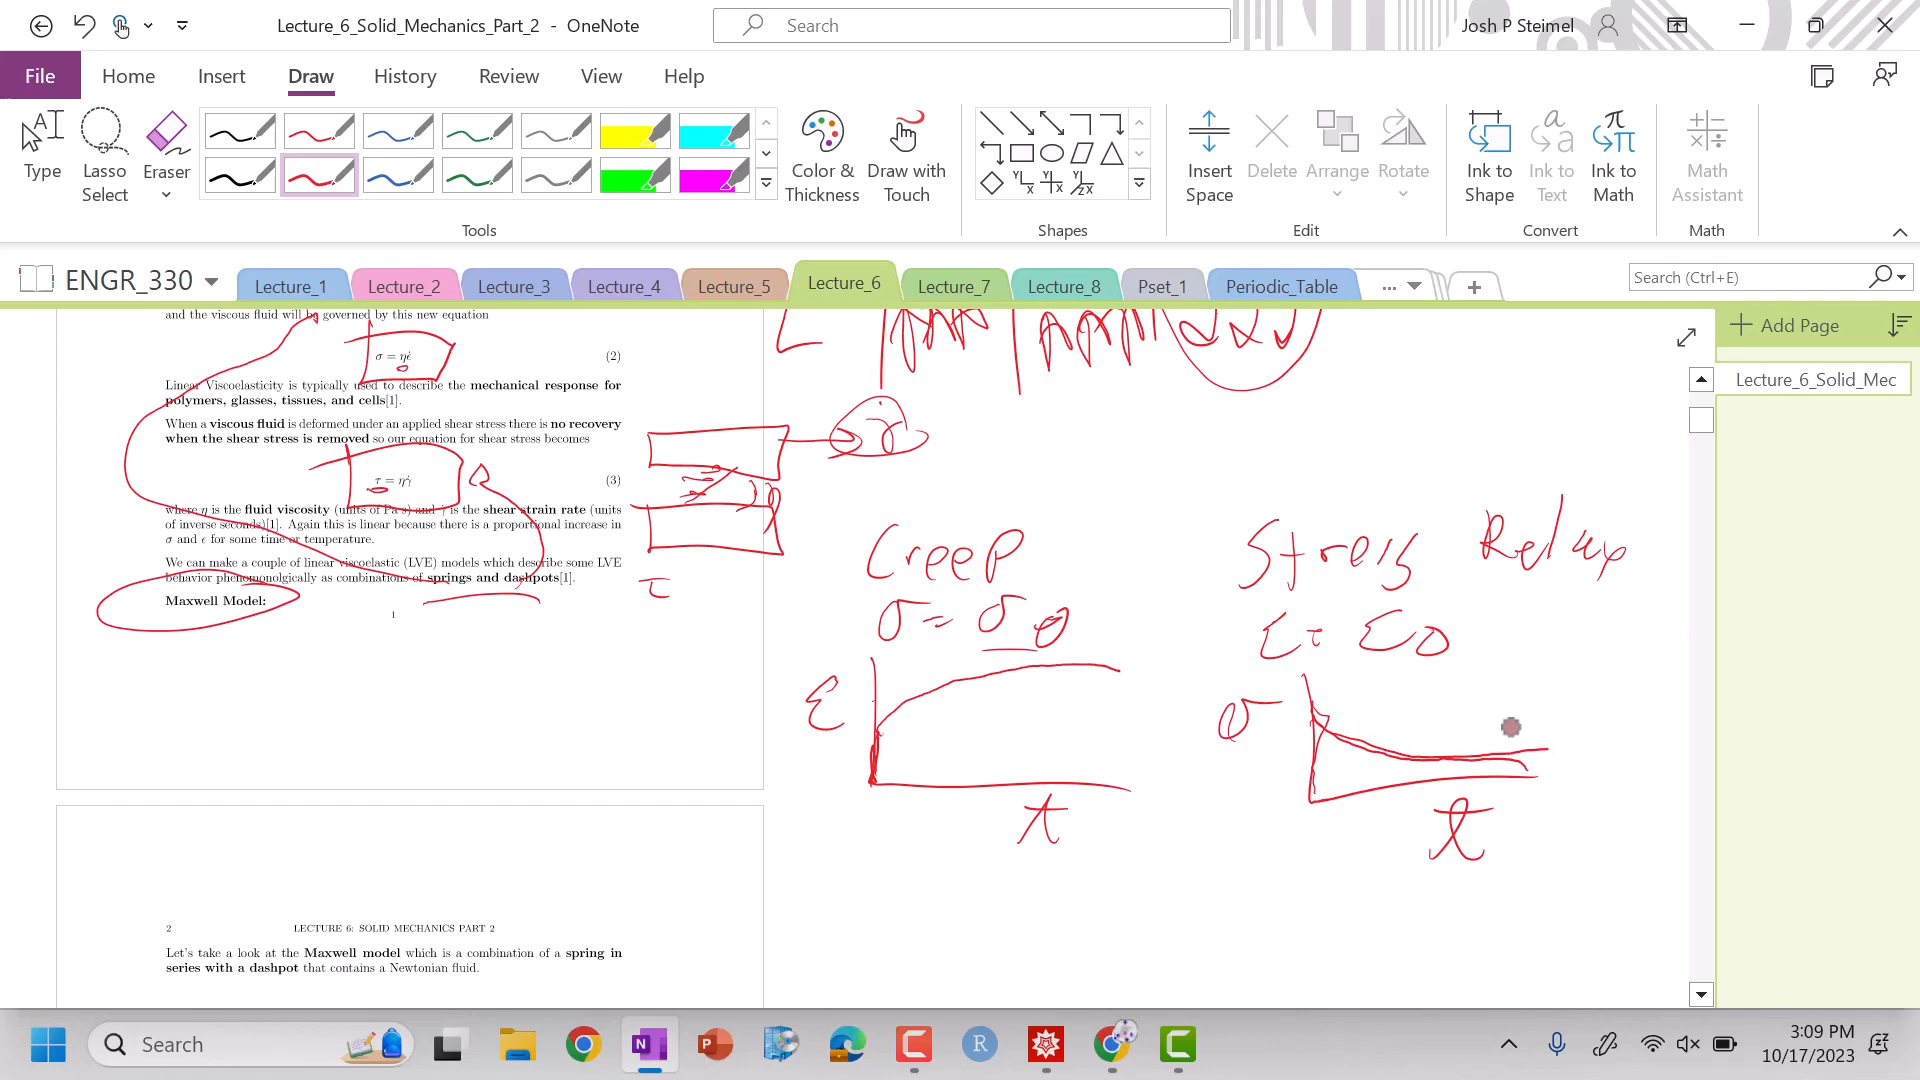 Lecture_6_Solid_Mechanics_Part_2 - OneNote
Search
Josh P Steimel
File
Home
Insert
Draw
History
Review
View
Help
Type
Lasso
Select
Eraser
Color &
Thickness
Draw with
Touch
Insert
Space
Delete
Arrange
Rotate
Ink to
Shape
Ink to
Text
Ink to
Math
Math
Assistant
Tools
Shapes
Edit
Convert
Math
ENGR_330
Lecture_1
Lecture_2
Lecture_3
Lecture_4
Lecture_5
Lecture_6
Lecture_7
Lecture_8
Pset_1
Periodic_Table
...
Search (Ctrl+E)
Add Page
Lecture_6_Solid_Mec
and the viscous fluid will be governed by this new equation
σ = ηε̇ (2)
Linear Viscoelasticity is typically used to describe the mechanical response for
polymers, glasses, tissues, and cells[1].
When a viscous fluid is deformed under an applied shear stress there is no recovery
when the shear stress is removed so our equation for shear stress becomes
τ = ηγ̇ (3)
where η is the fluid viscosity (units of Pa s) and γ̇ is the shear strain rate (units
of inverse seconds)[1]. Again this is linear because there is a proportional increase in
σ and ϵ for some time or temperature.
We can make a couple of linear viscoelastic (LVE) models which describe some LVE
behavior phenomonolgically as combinations of springs and dashpots[1].
Maxwell Model:
1
τ
Creep
σ = σ0
ε
t
Stress Relax
ε = ε0
σ
t
2 LECTURE 6: SOLID MECHANICS PART 2
Let's take a look at the Maxwell model which is a combination of a spring in
series with a dashpot that contains a Newtonian fluid.
Search
3:09 PM
10/17/2023